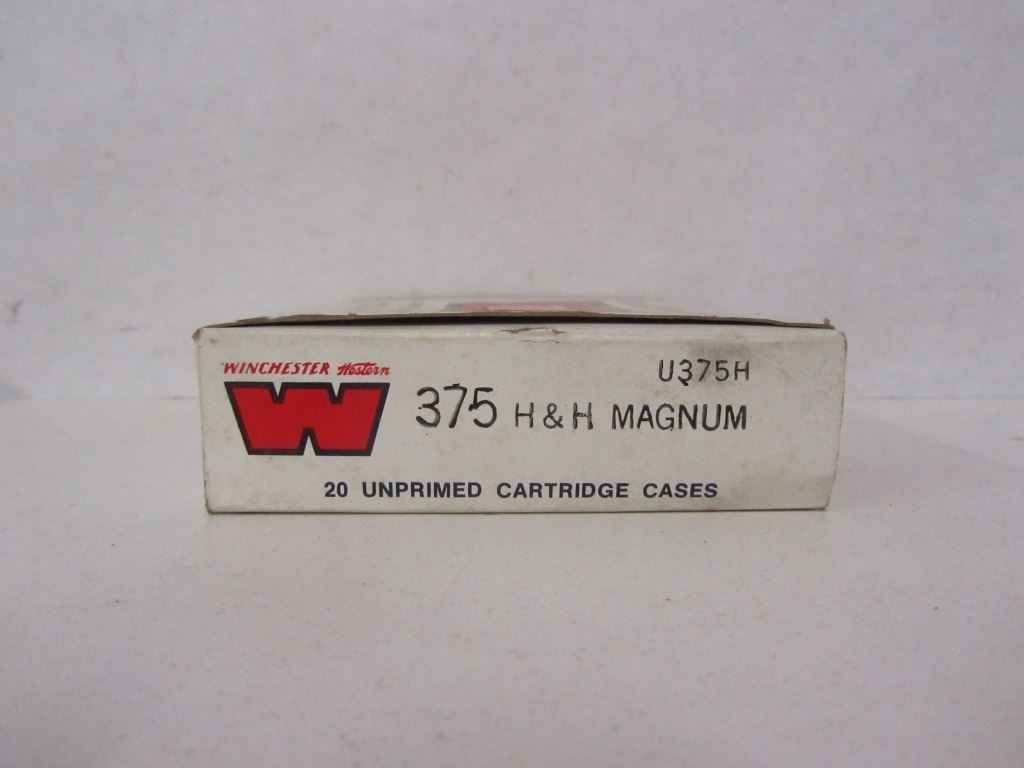 WINCHESTER Western
U375H
W 375 H & H MAGNUM
20 UNPRIMED CARTRIDGE CASES